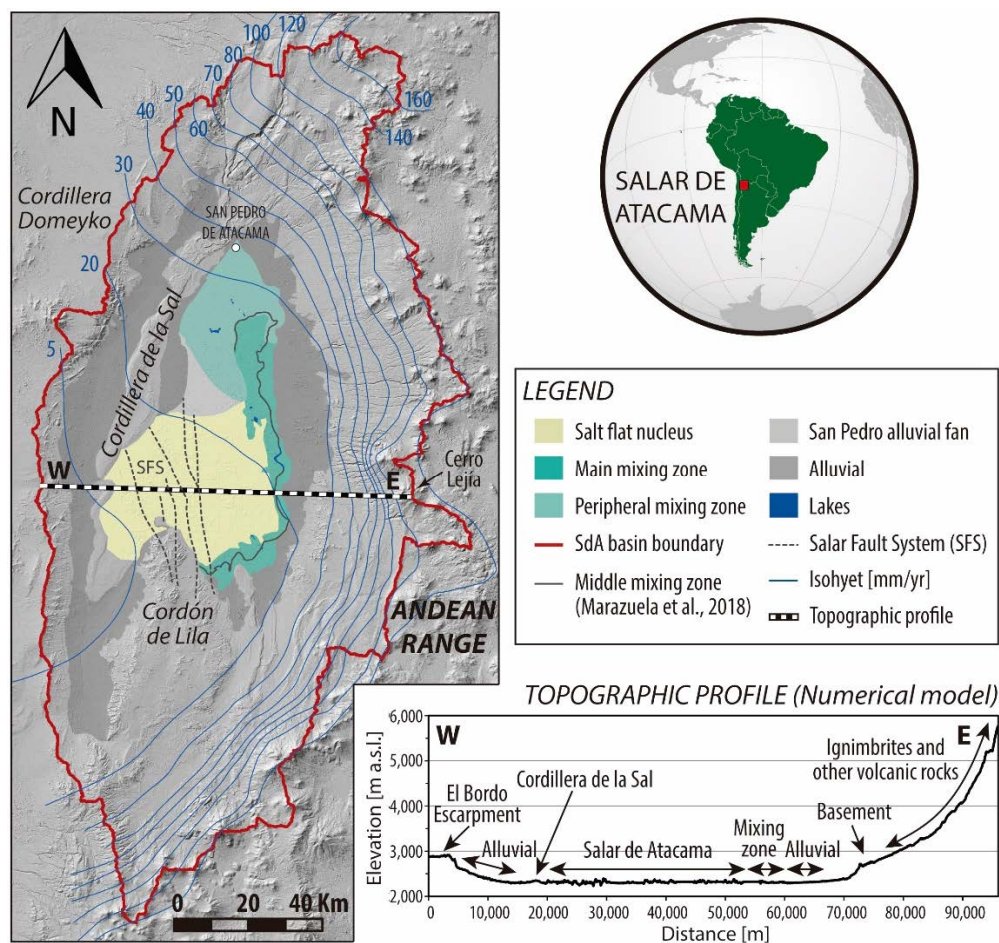 N
100
120
80
70
50
40
60
160
140
30
Cordillera
Domeyko
SAN PEDRO
DE ATACAMA
20
Cordillera de la Sal
5
W
SFS
E
Cerro
Lejía
Cordón
de Lila
ANDEAN
RANGE
0 20 40 Km
SALAR DE
ATACAMA
LEGEND
Salt flat nucleus
Main mixing zone
Peripheral mixing zone
SdA basin boundary
Middle mixing zone
(Marazuela et al., 2018)
San Pedro alluvial fan
Alluvial
Lakes
Salar Fault System (SFS)
Isohyet [mm/yr]
Topographic profile
TOPOGRAPHIC PROFILE (Numerical model)
Elevation [m a.s.l.]
6,000
5,000
4,000
3,000
2,000
W
E
Ignimbrites and
other volcanic rocks
Cordillera de la Sal
El Bordo
Escarpment
Basement
Alluvial
Salar de Atacama
Mixing
zone
Alluvial
0 10,000 20,000 30,000 40,000 50,000 60,000 70,000 80,000 90,000
Distance [m]